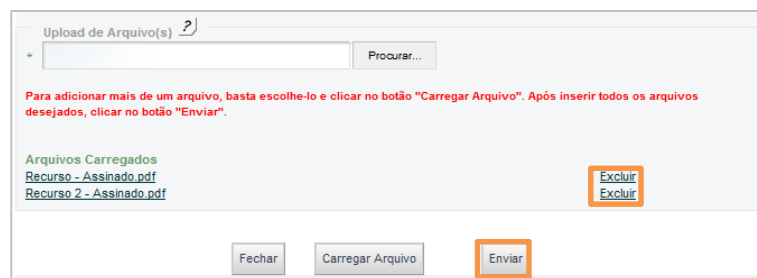 Upload de Arquivo(s) ?
* Procurar...
Para adicionar mais de um arquivo, basta escolhe-lo e clicar no botão "Carregar Arquivo". Após inserir todos os arquivos
desejados, clicar no botão "Enviar".
Arquivos Carregados
Recurso - Assinado.pdf Excluir
Recurso 2 - Assinado.pdf Excluir
Fechar Carregar Arquivo Enviar